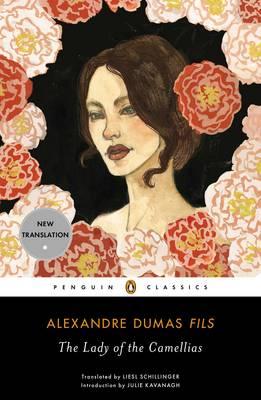 NEW
TRANSLATION
PENGUIN CLASSICS
ALEXANDRE DUMAS FILS
The Lady of the Camellias
Translated by LIESL SCHILLINGER
Introduction by JULIE KAVANAGH